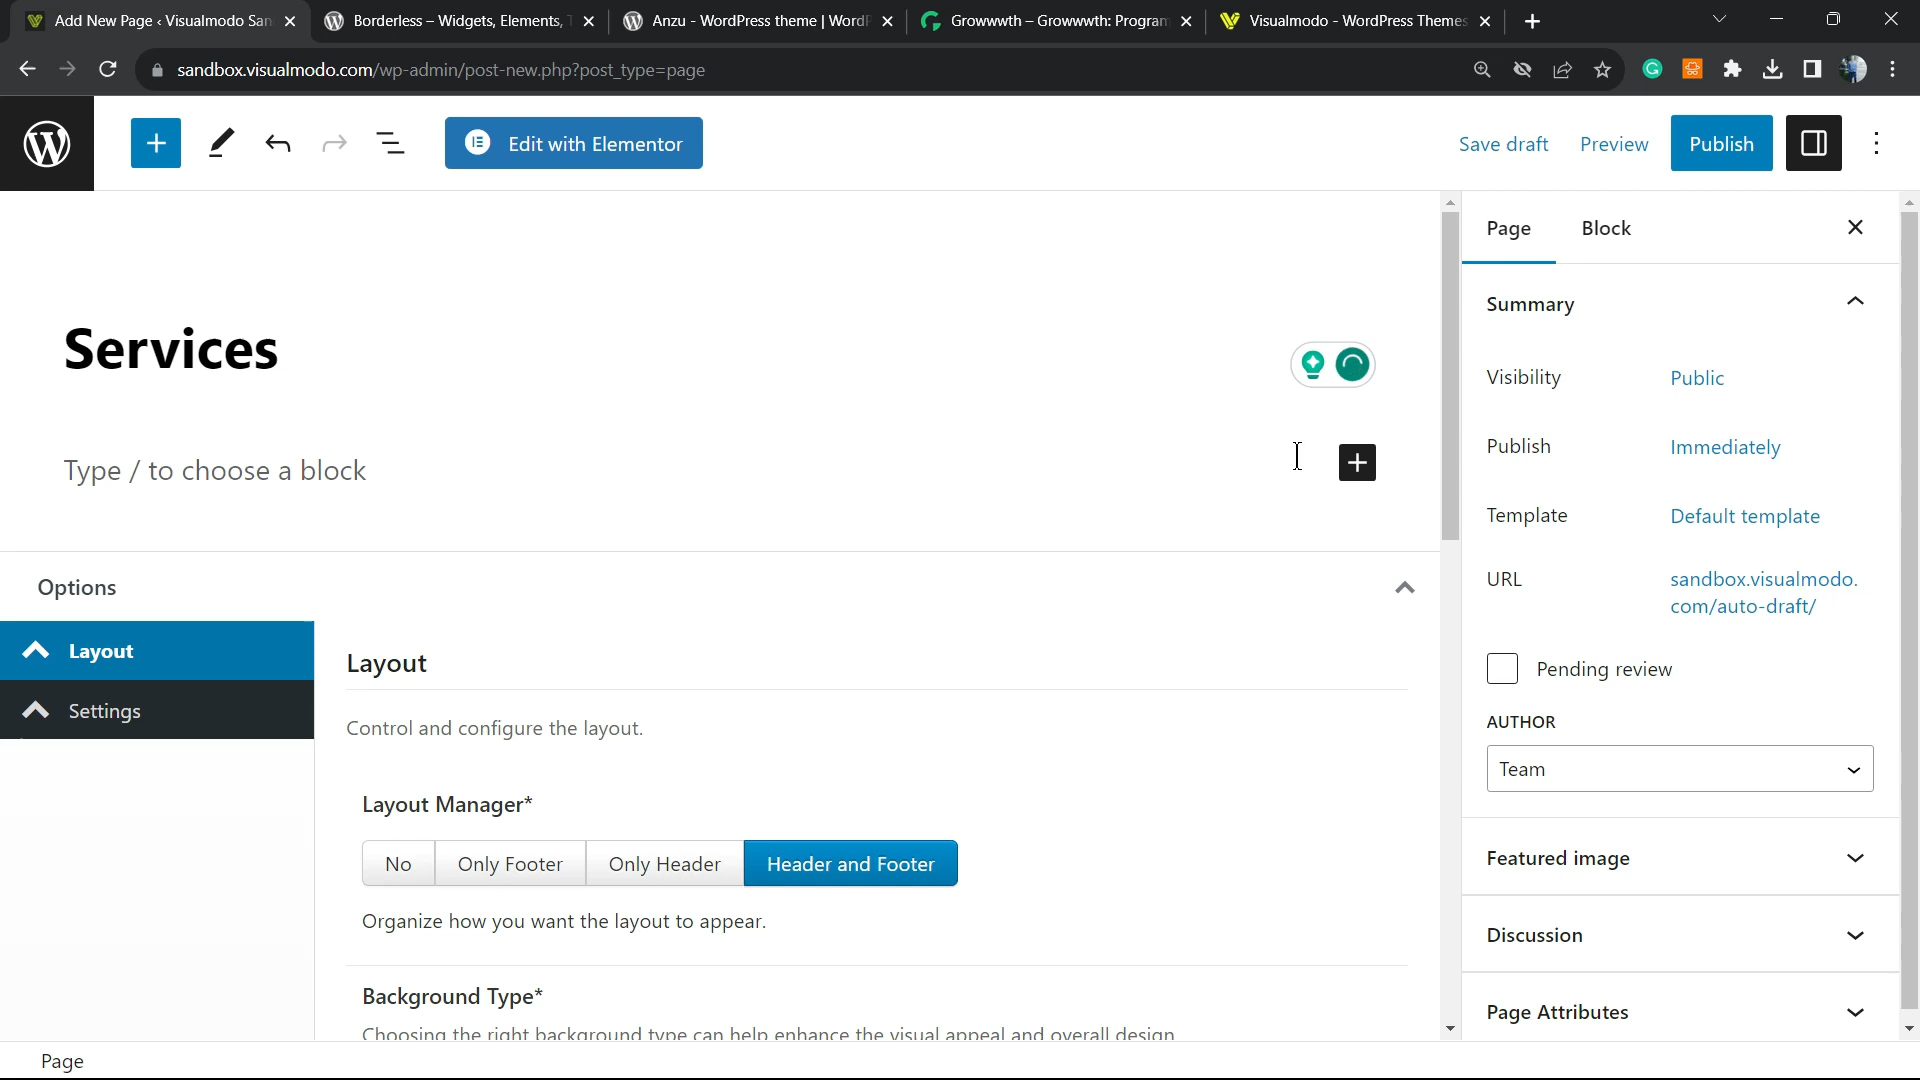 Add New Page ‹ Visualmodo San
Borderless – Widgets, Elements, T
Anzu - WordPress theme | WordP
Growwwth – Growwwth: Program
Visualmodo - WordPress Themes
sandbox.visualmodo.com/wp-admin/post-new.php?post_type=page
Edit with Elementor
Save draft
Preview
Publish
Page
Block
Summary
Services
Visibility
Public
Publish
Immediately
Type / to choose a block
Template
Default template
URL
sandbox.visualmodo.
com/auto-draft/
Options
Pending review
Layout
Settings
Layout
Control and configure the layout.
AUTHOR
Team
Layout Manager*
No
Only Footer
Only Header
Header and Footer
Organize how you want the layout to appear.
Featured image
Discussion
Background Type*
Choosing the right background type can help enhance the visual appeal and overall design
Page Attributes
Page